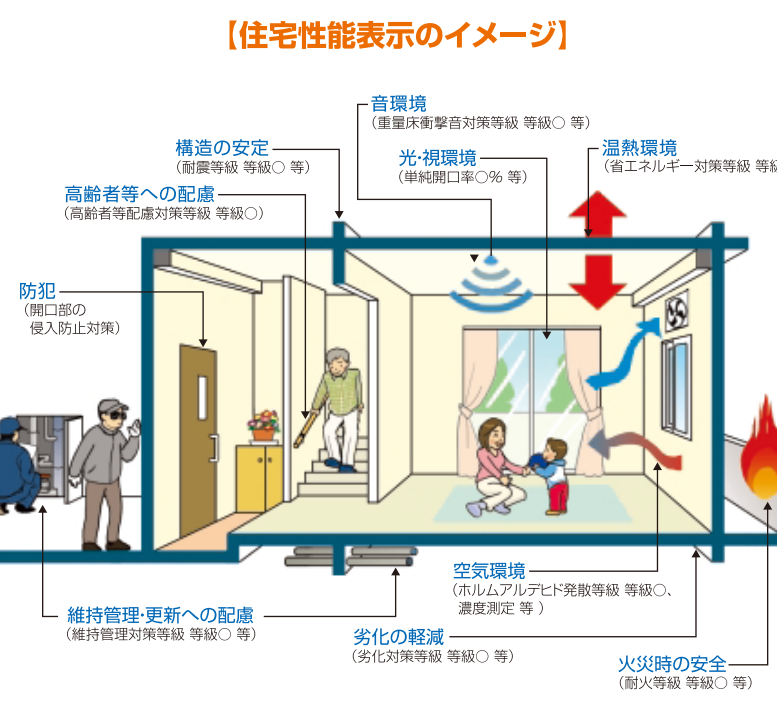 【住宅性能表示のイメージ】
音環境
（重量床衝撃音対策等級 等級○ 等）
構造の安定
（耐震等級 等級○ 等）
光・視環境
（単純開口率○% 等）
温熱環境
（省エネルギー対策等級 等級
高齢者等への配慮
（高齢者等配慮対策等級 等級○）
防犯
（開口部の
侵入防止対策）
空気環境
（ホルムアルデヒド発散等級 等級○、
濃度測定 等 ）
維持管理・更新への配慮
（維持管理対策等級 等級○ 等）
劣化の軽減
（劣化対策等級 等級○ 等）
火災時の安全
（耐火等級 等級○ 等）